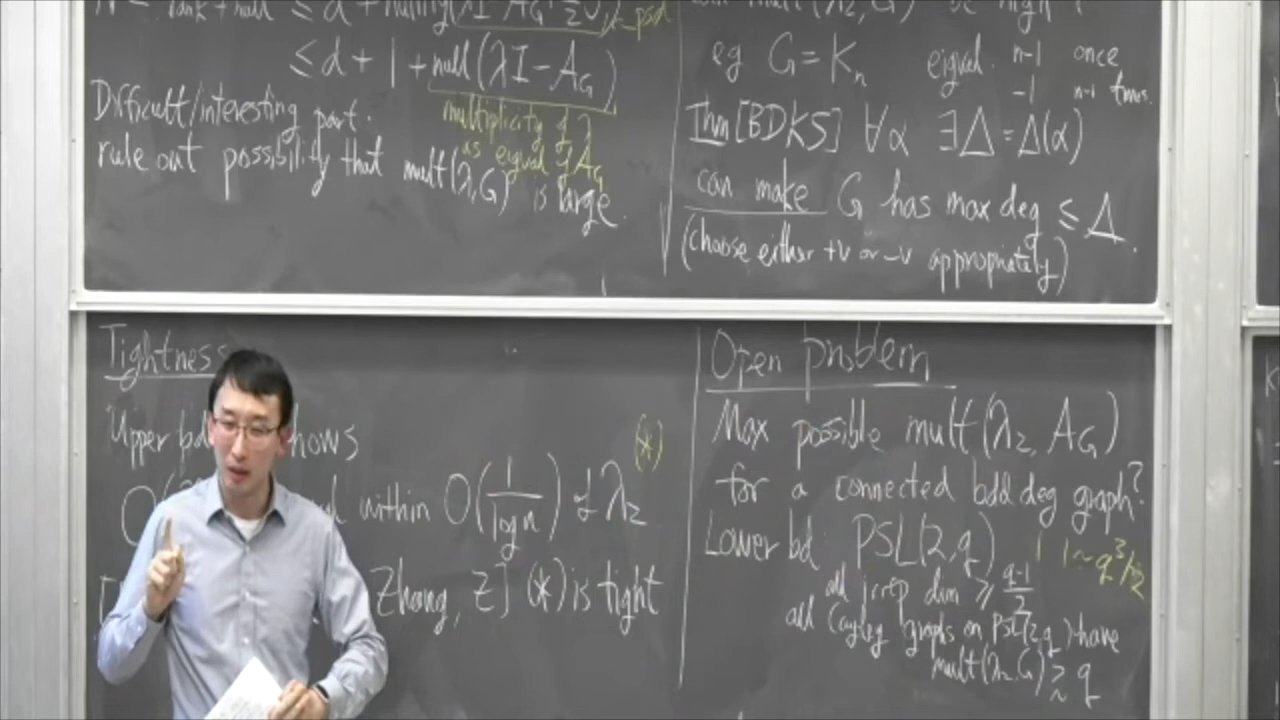 ≤ d + 1 + null(λI − A_G)
multiplicity of λ
as eigval of A_G
Difficult/interesting part.
rule out possibility that mult(λ, G) is large.
eg G = K_n eigval. n-1 once
-1 n-1 times.
Thm [BDKS] ∀α ∃Δ = Δ(α)
can make G has max deg ≤ Δ.
(choose either +v or −v appropriately)
Tightness
Upper bd hows
O( within O(1/log n) of λ_2 (*)
Zhang, Z] (*) is tight
Open problem
Max possible mult(λ_2, A_G)
for a connected bdd deg graph?
Lower bd: PSL(2,q) | | ~ q^3/2
all rep dim ≥ (q-1)/2
all Cayley graphs on PSL(2,q) have
mult(λ_2, G) ≳ q